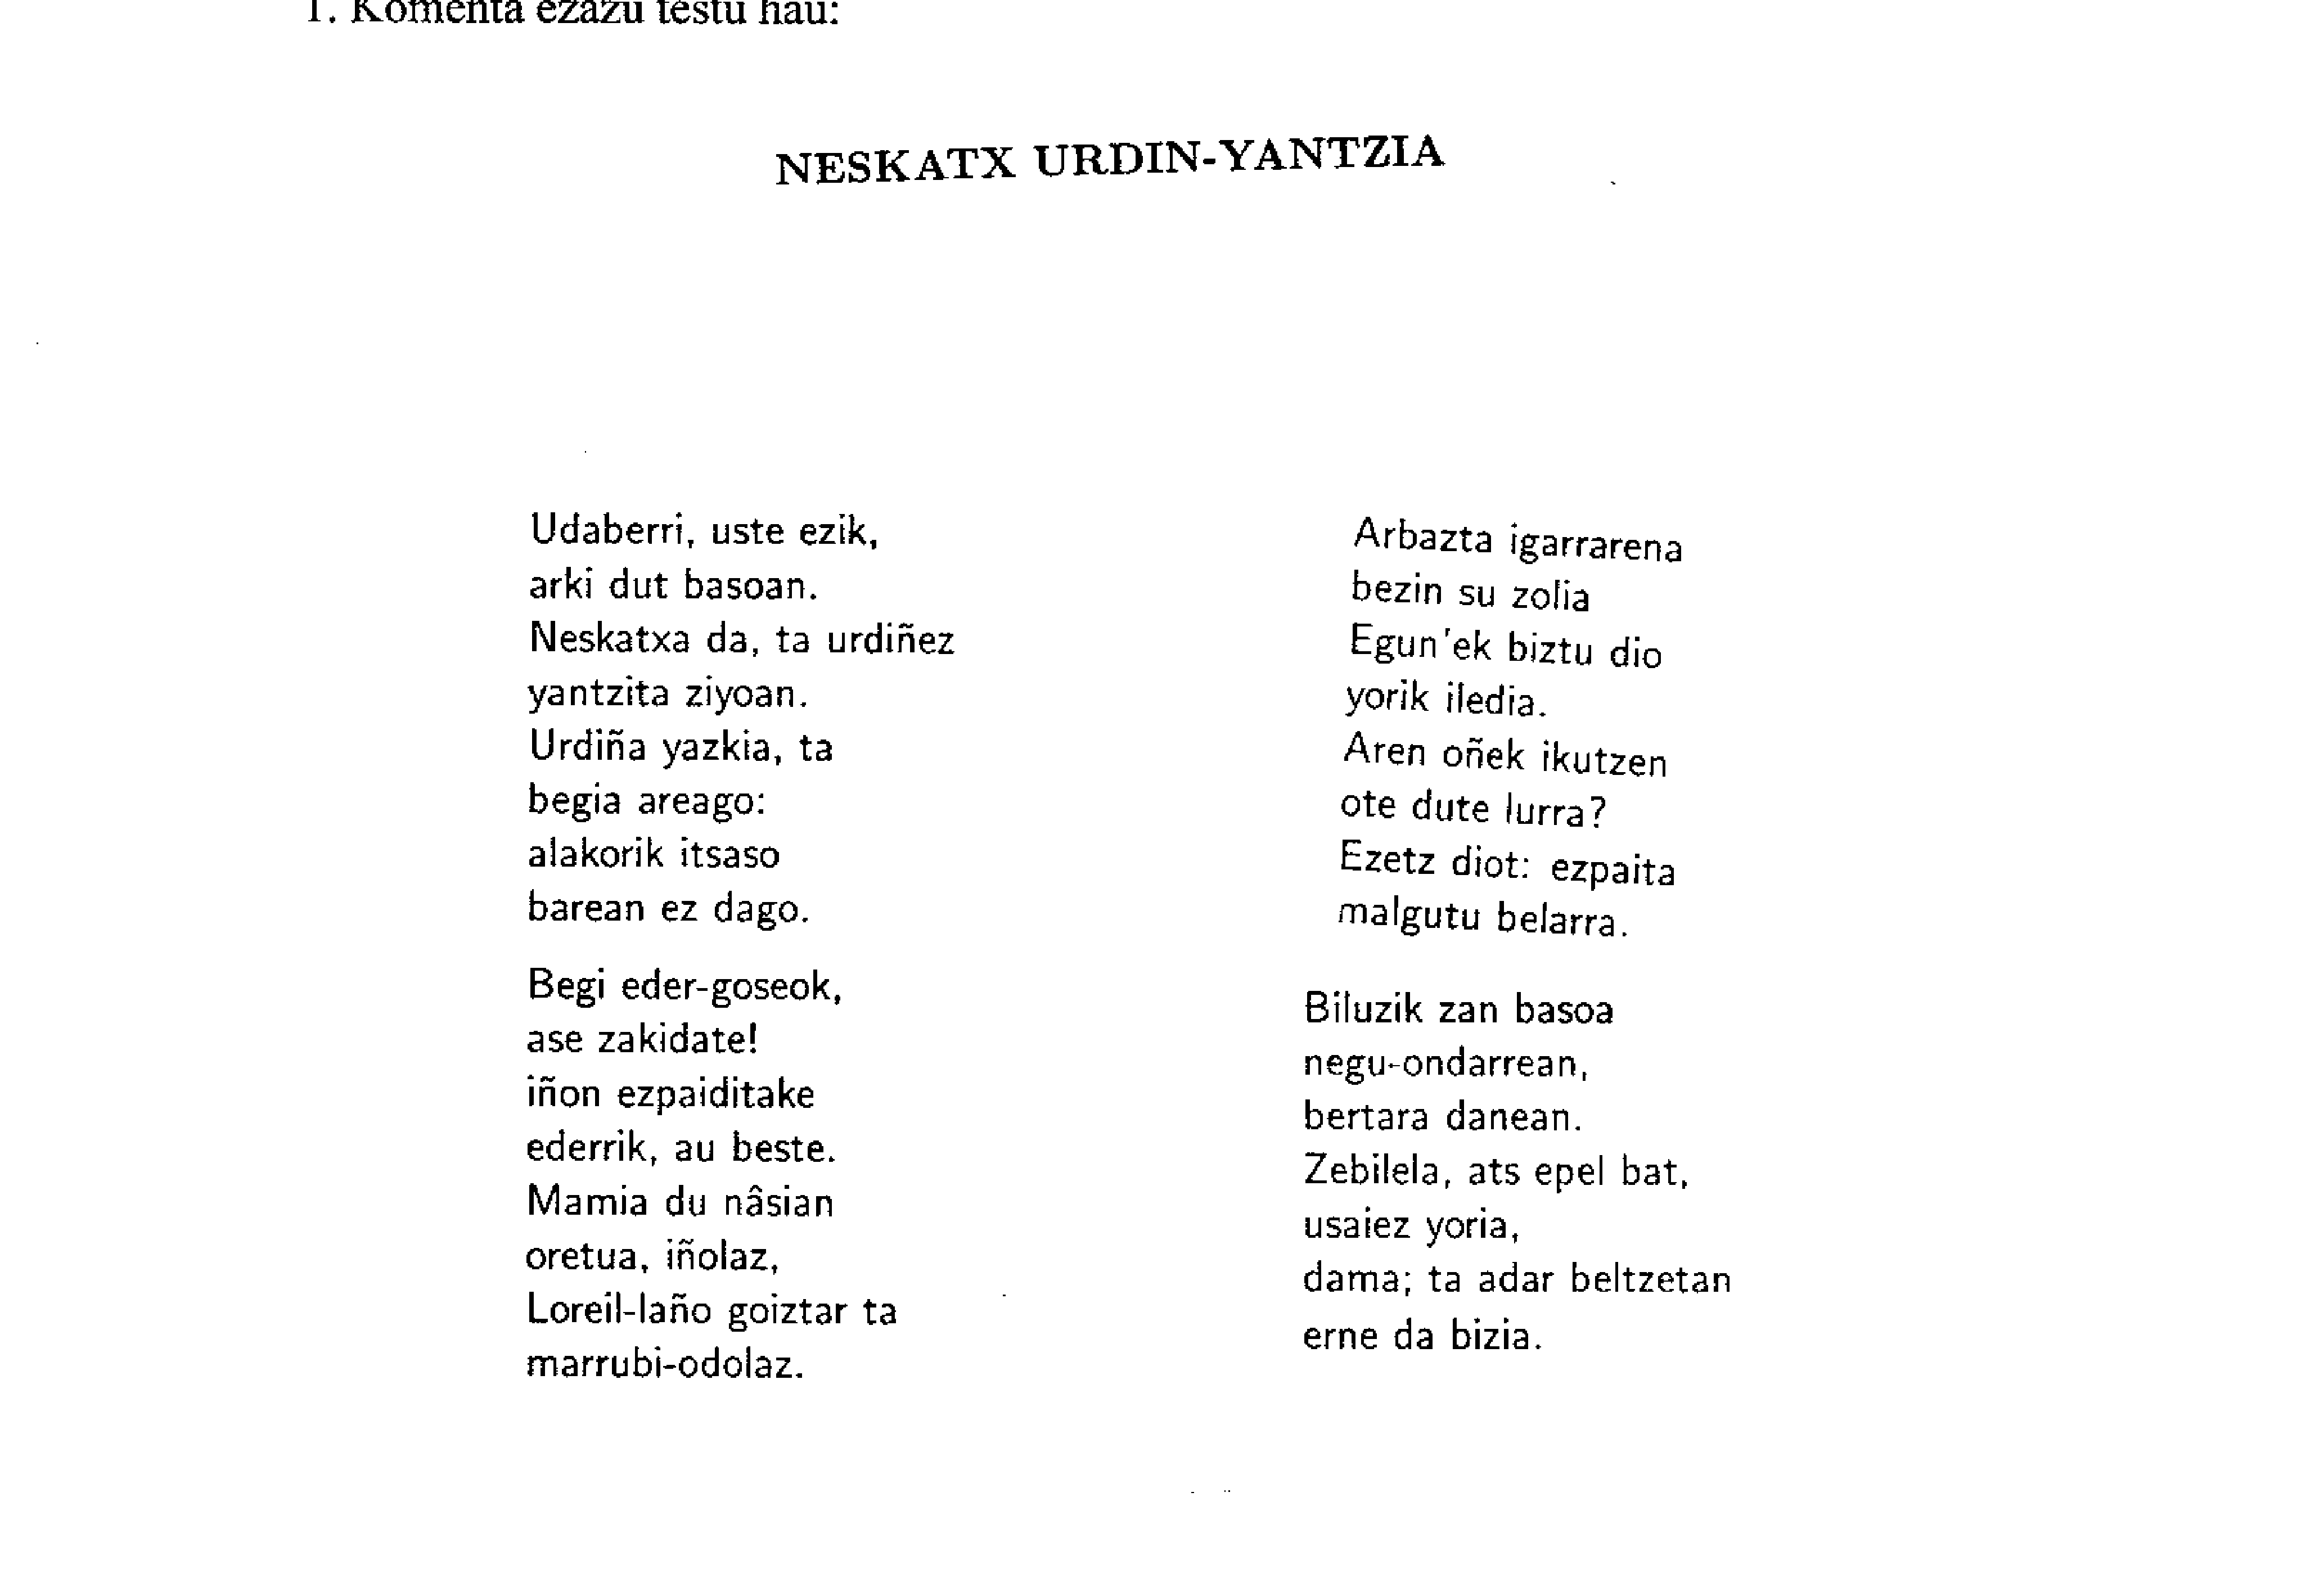 1. Komenta ezazu testu hau:
NESKATX URDIN-YANTZIA
Udaberri, uste ezik,
arki dut basoan.
Neskatxa da, ta urdiñez
yantzita ziyoan.
Urdiña yazkia, ta
begia areago:
alakorik itsaso
barean ez dago.
Begi eder-goseok,
ase zakidate!
iñon ezpaiditake
ederrik, au beste.
Mamia du nâsian
oretua, iñolaz,
Loreil-laño goiztar ta
marrubi-odolaz.
Arbazta igarrarena
bezin su zolia
Egun'ek biztu dio
yorik iledia.
Aren oñek ikutzen
ote dute lurra?
Ezetz diot: ezpaita
malgutu belarra.
Biluzik zan basoa
negu-ondarrean,
bertara danean.
Zebilela, ats epel bat,
usaiez yoria,
dama; ta adar beltzetan
erne da bizia.